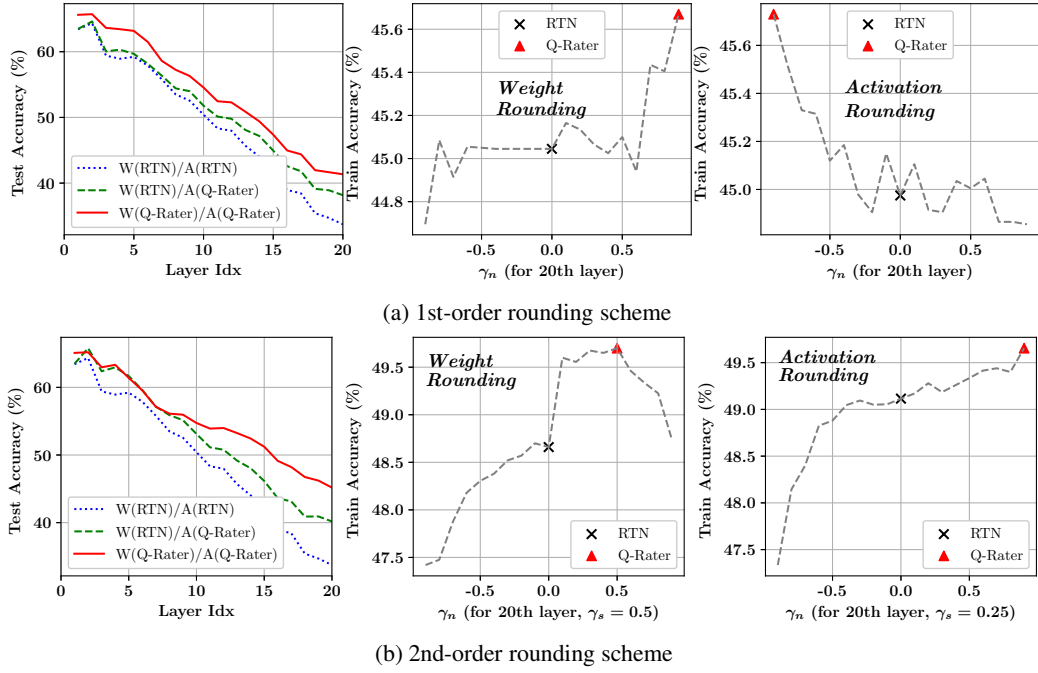 Test Accuracy (%)
60
50
40
0
5
10
15
20
Layer Idx
W(RTN)/A(RTN)
W(RTN)/A(Q-Rater)
W(Q-Rater)/A(Q-Rater)
Train Accuracy (%)
45.6
45.4
45.2
45.0
44.8
-0.5
0.0
0.5
γn (for 20th layer)
RTN
Q-Rater
Weight
Rounding
Train Accuracy (%)
45.6
45.4
45.2
45.0
-0.5
0.0
0.5
γn (for 20th layer)
RTN
Q-Rater
Activation
Rounding
(a) 1st-order rounding scheme
Test Accuracy (%)
60
50
40
0
5
10
15
20
Layer Idx
W(RTN)/A(RTN)
W(RTN)/A(Q-Rater)
W(Q-Rater)/A(Q-Rater)
Train Accuracy (%)
49.5
49.0
48.5
48.0
47.5
-0.5
0.0
0.5
γn (for 20th layer, γs = 0.5)
Weight
Rounding
RTN
Q-Rater
Train Accuracy (%)
49.5
49.0
48.5
48.0
47.5
-0.5
0.0
0.5
γn (for 20th layer, γs = 0.25)
Activation
Rounding
RTN
Q-Rater
(b) 2nd-order rounding scheme